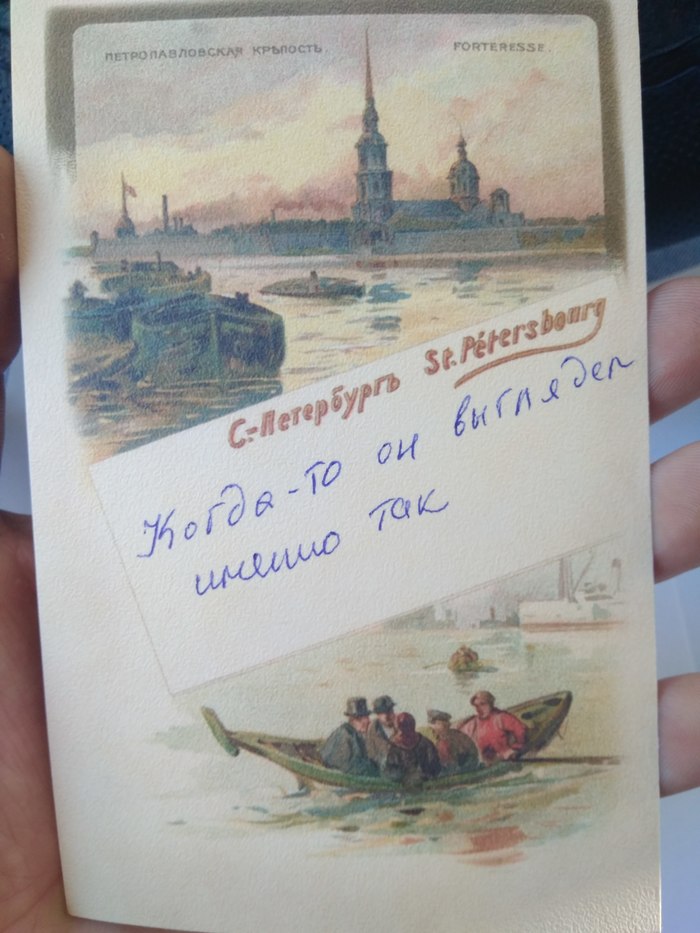 ПЕТРОПАВЛОВСКАЯ КРѢПОСТЬ.
FORTERESSE.
С.-Петербургъ St. Pétersbourg
Когда-то он выглядел
именно так